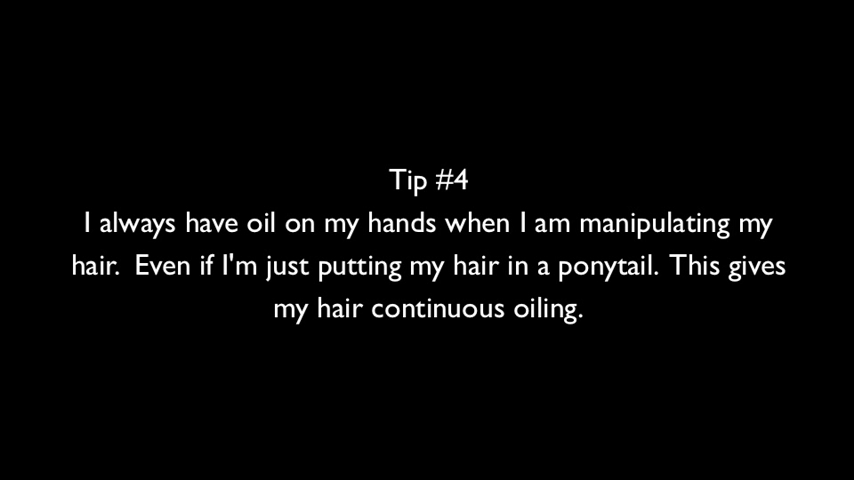 Tip #4
I always have oil on my hands when I am manipulating my
hair.  Even if I'm just putting my hair in a ponytail.  This gives
my hair continuous oiling.